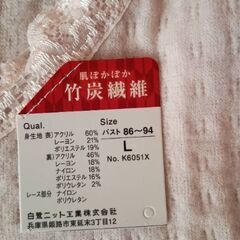 肌ぽかぽか
竹炭繊維
Qual.
身生地 (表)アクリル 60%
レーヨン 21%
ポリエステル 19%
(裏)アクリル 46%
レーヨン 18%
ナイロン 18%
ポリエステル 16%
ポリウレタン 2%
レース部分 ナイロン
ポリウレタン
Size
バスト 86〜94
L
No. K6051X
白鷺ニット工業株式会社
兵庫県姫路市東延末3丁目